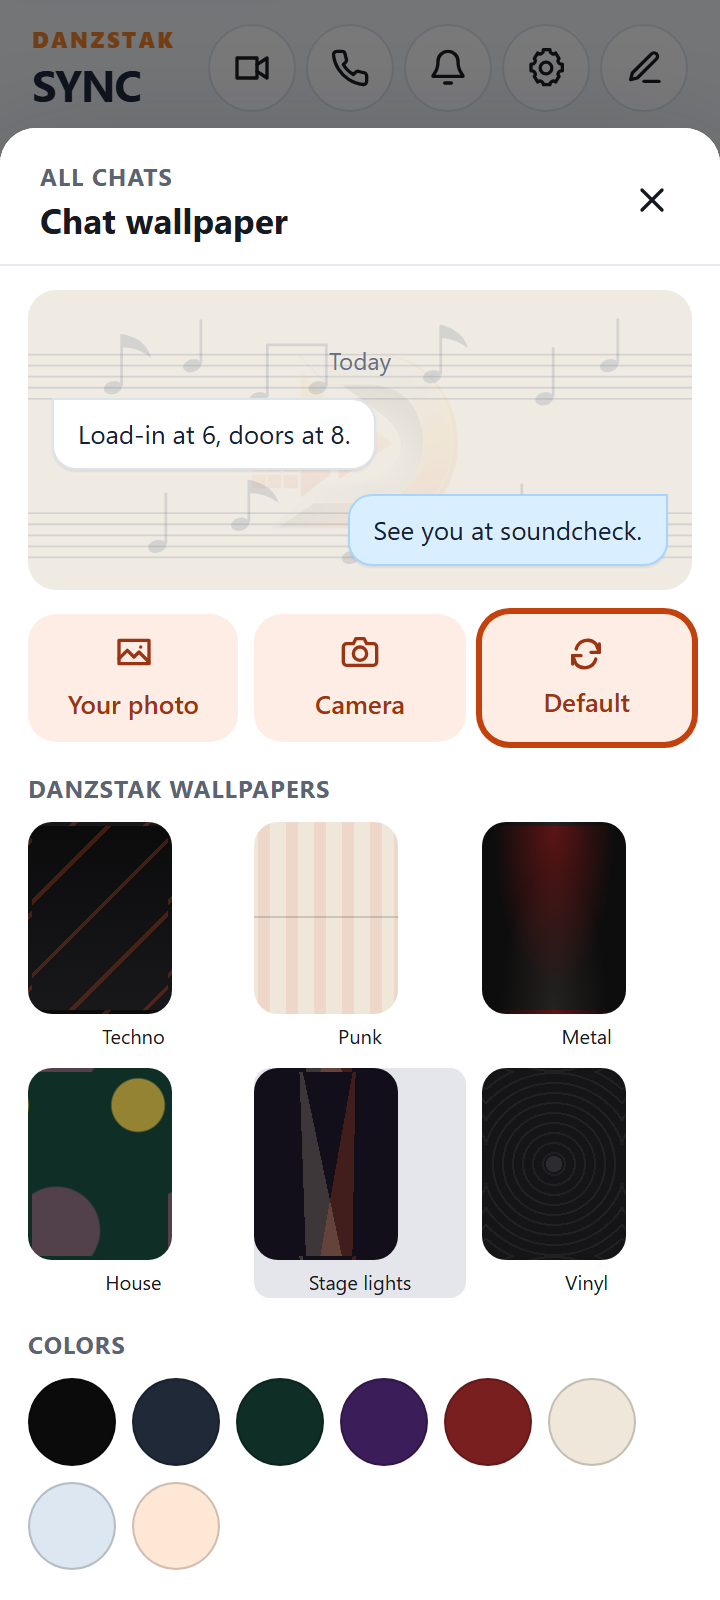 DANZSTAK
SYNC
ALL CHATS
Chat wallpaper
Today
Load-in at 6, doors at 8.
See you at soundcheck.
Your photo
Camera
Default
DANZSTAK WALLPAPERS
Techno
Punk
Metal
House
Stage lights
Vinyl
COLORS